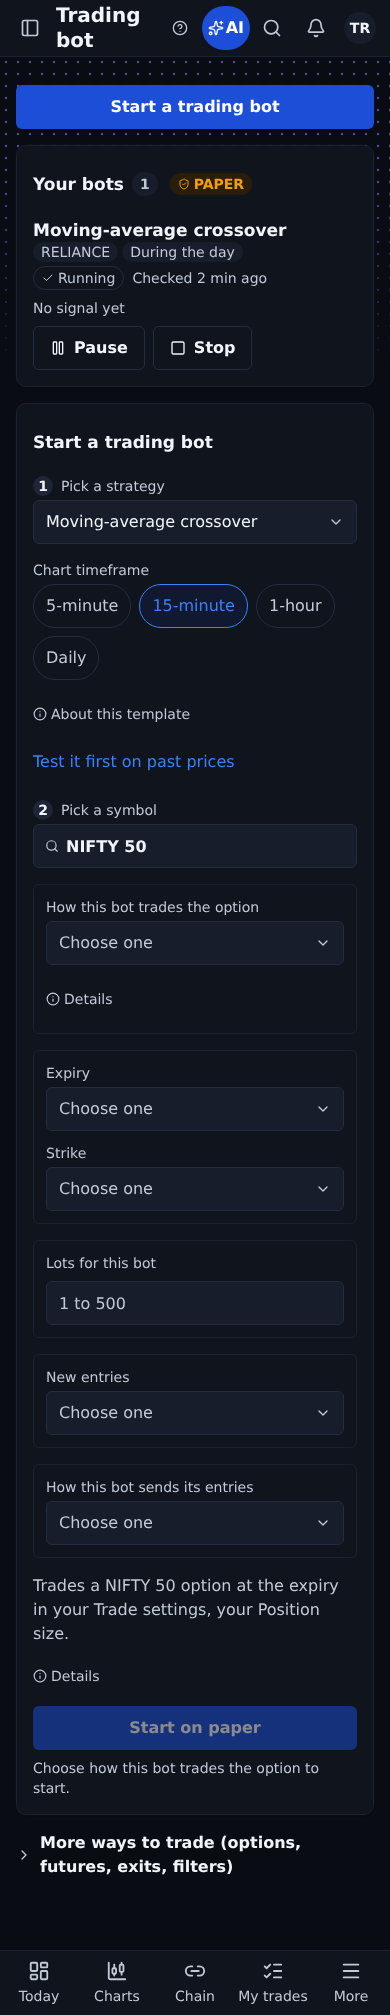 Trading
bot
AI
TR
Start a trading bot
Your bots 1 PAPER
Moving-average crossover
RELIANCE During the day
Running Checked 2 min ago
No signal yet
Pause Stop
Start a trading bot
1 Pick a strategy
Moving-average crossover
Chart timeframe
5-minute 15-minute 1-hour
Daily
About this template
Test it first on past prices
2 Pick a symbol
NIFTY 50
How this bot trades the option
Choose one
Details
Expiry
Choose one
Strike
Choose one
Lots for this bot
1 to 500
New entries
Choose one
How this bot sends its entries
Choose one
Trades a NIFTY 50 option at the expiry
in your Trade settings, your Position
size.
Details
Start on paper
Choose how this bot trades the option to
start.
More ways to trade (options,
futures, exits, filters)
Today Charts Chain My trades More